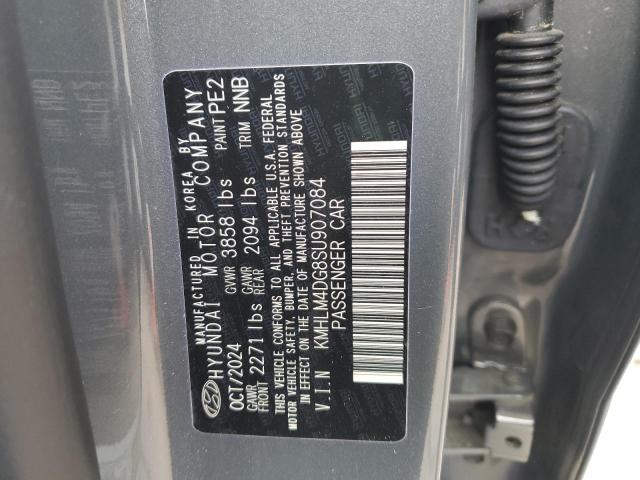 MANUFACTURED IN KOREA BY
HYUNDAI MOTOR COMPANY
OCT/2024 GVWR 3858 lbs PAINT PE2
GAWR FRONT 2271 lbs GAWR REAR 2094 lbs TRIM NNB
THIS VEHICLE CONFORMS TO ALL APPLICABLE U.S.A. FEDERAL
MOTOR VEHICLE SAFETY, BUMPER, AND THEFT PREVENTION STANDARDS
IN EFFECT ON THE DATE OF MANUFACTURE SHOWN ABOVE
V.I.N KMHLM4DG8SU907084
PASSENGER CAR